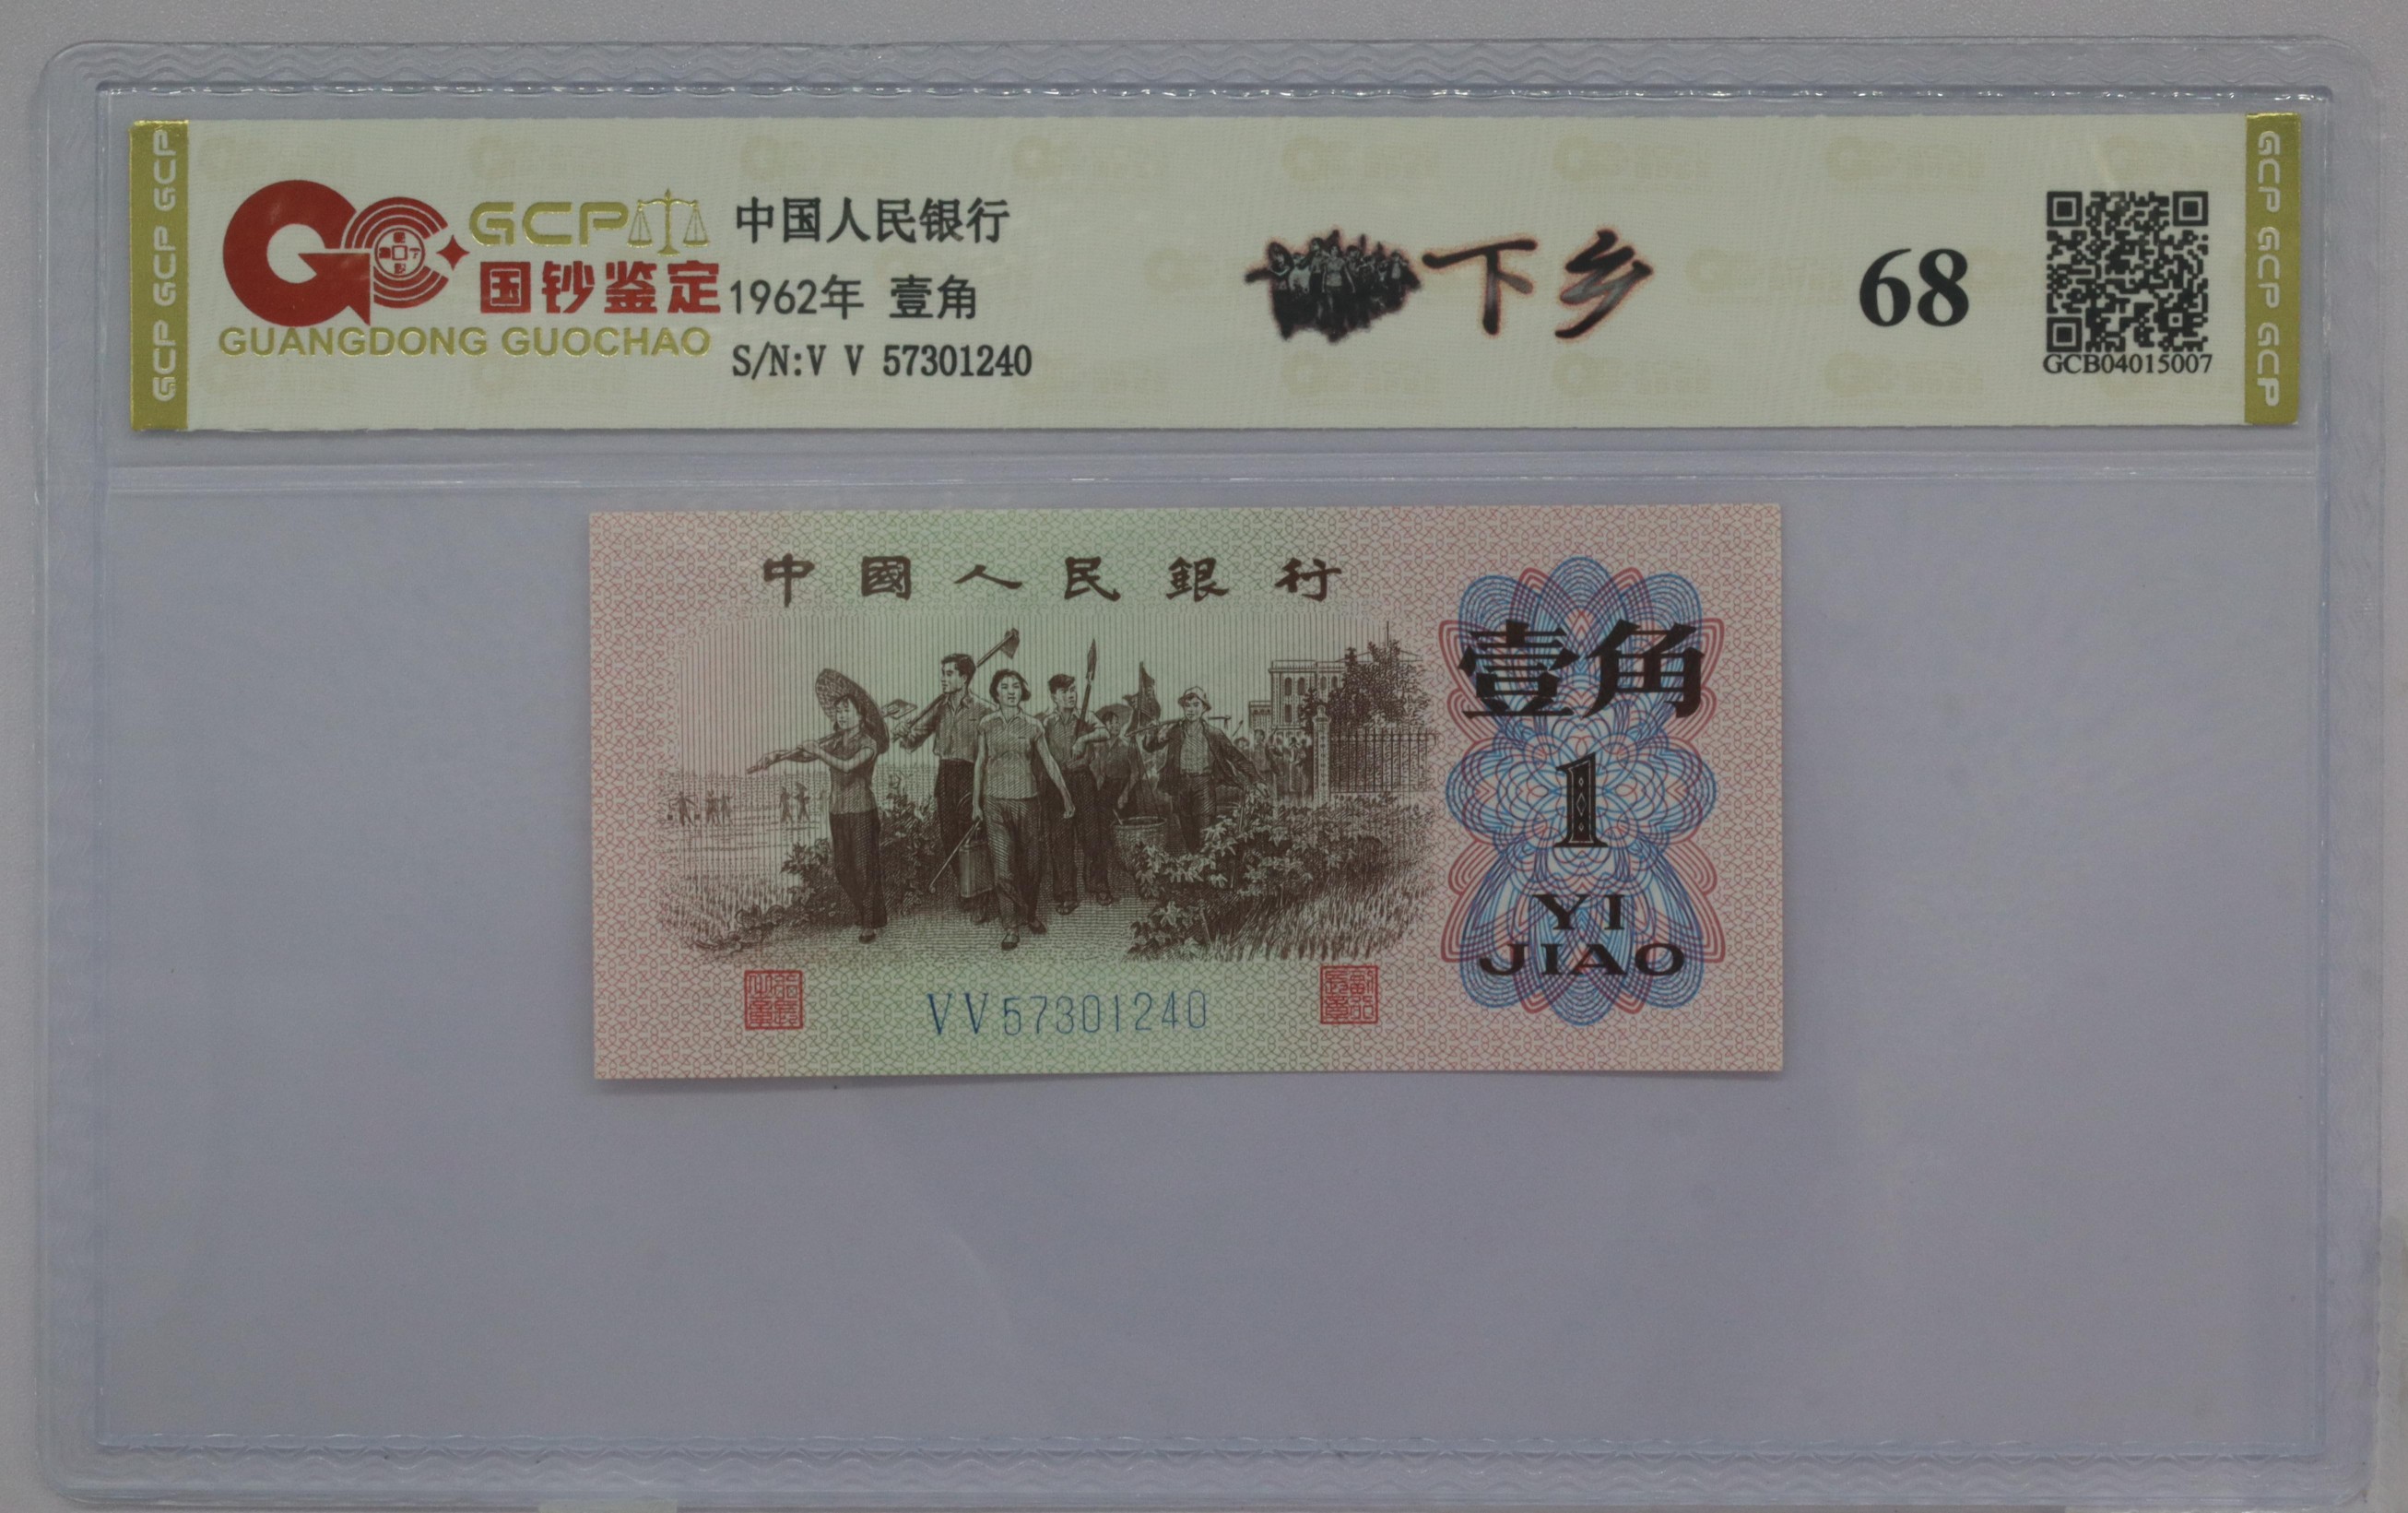 GCP GCP GCP
GCP
国钞鉴定
GUANGDONG GUOCHAO
中国人民银行
1962年 壹角
S/N:V V 57301240
下乡
68
GCB04015007
GCP GCP GCP
中國人民銀行
壹角
1
YI
JIAO
VV57301240